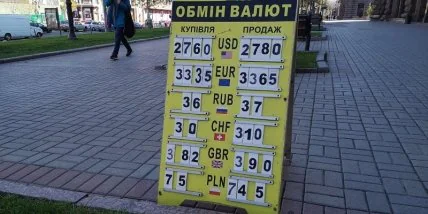 ОБМІН ВАЛЮТ
КУПІВЛЯ ПРОДАЖ
2760 USD 2780
3335 EUR 3365
36 RUB 37
30 CHF 310
382 GBR 390
75 PLN 745